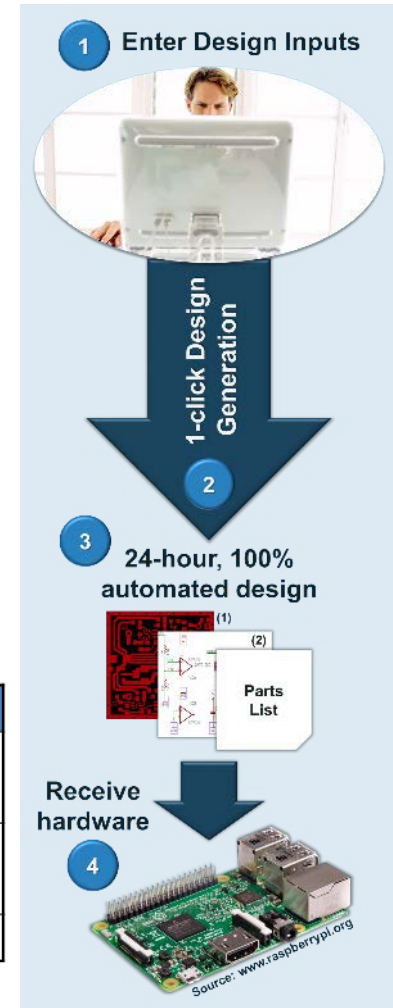 1
Enter Design Inputs
1-click Design
Generation
2
3
24-hour, 100%
automated design
(1)
(2)
Parts
List
Receive
hardware
4
Source: www.raspberrypi.org